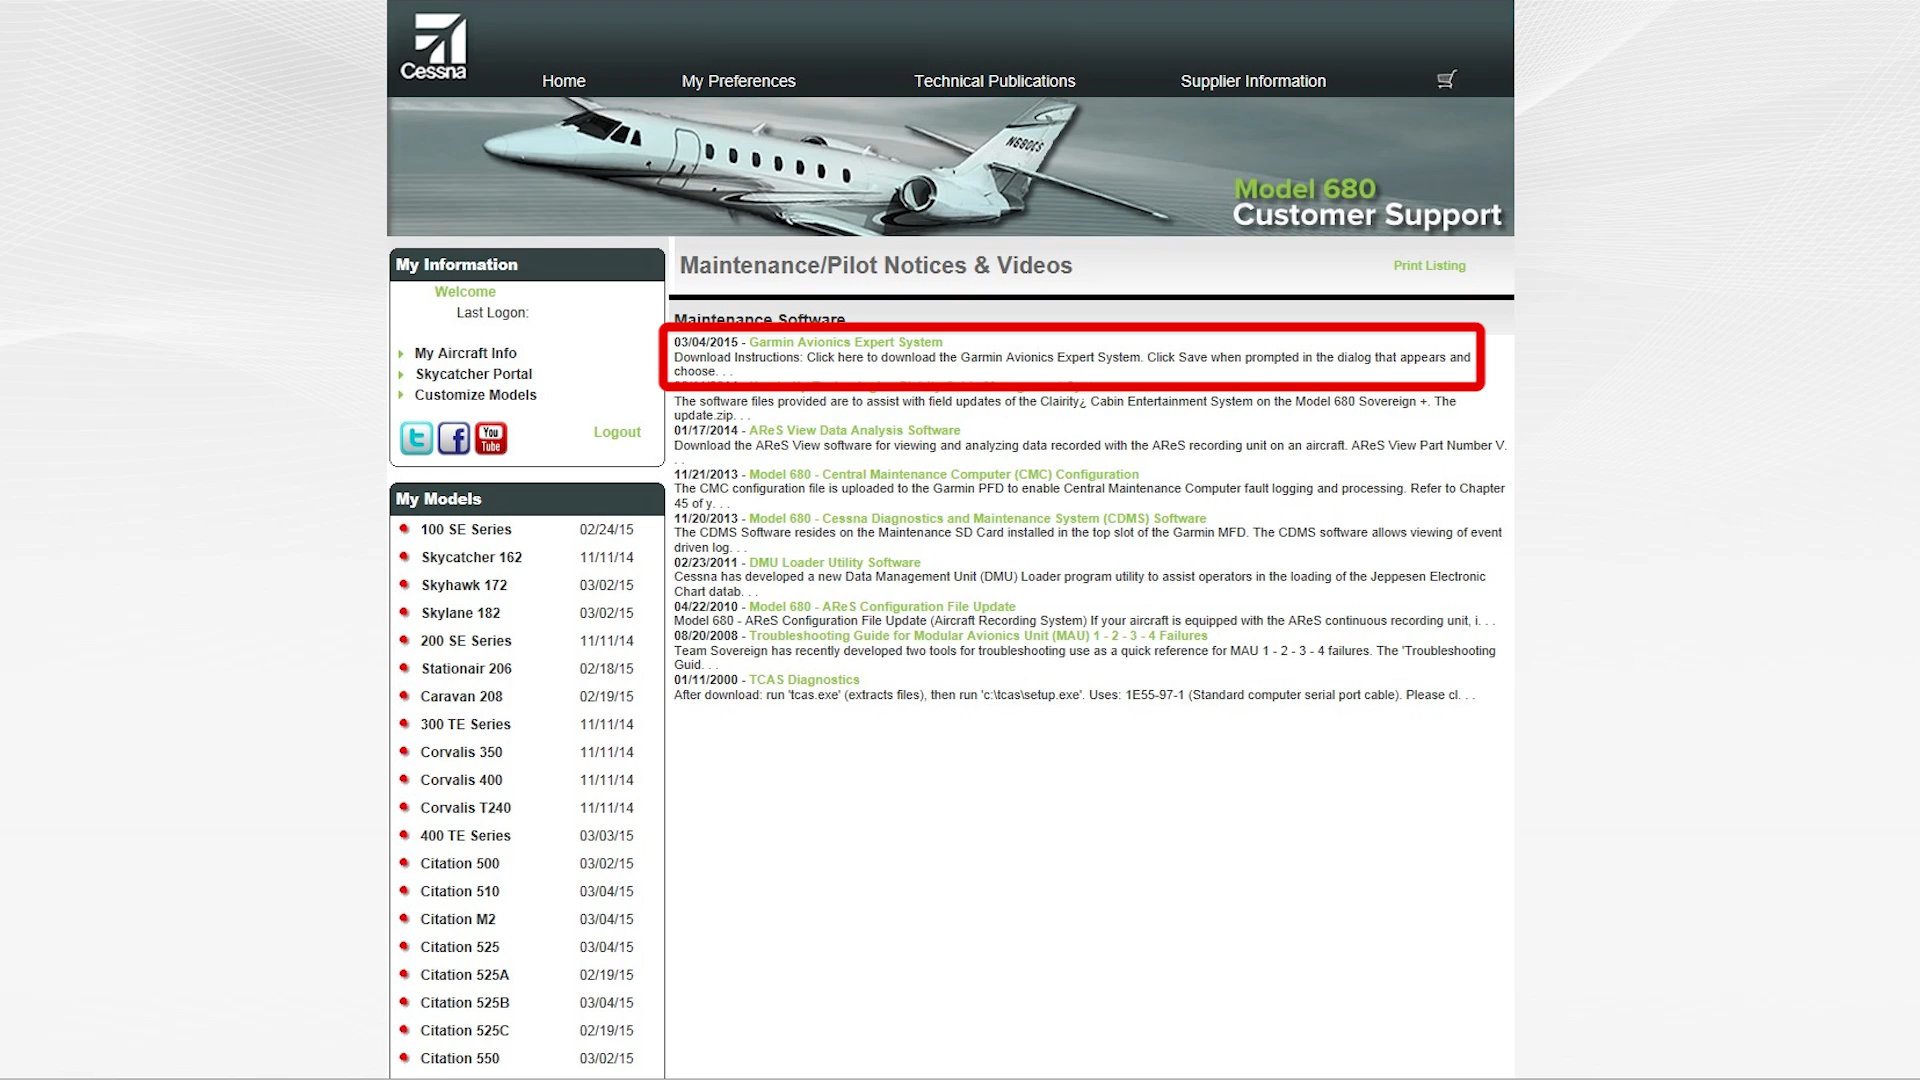 Cessna
Home
My Preferences
Technical Publications
Supplier Information
N680CS
Model 680
Customer Support
My Information
Welcome
Last Logon:
My Aircraft Info
Skycatcher Portal
Customize Models
You
Tube
Logout
My Models
100 SE Series 02/24/15
Skycatcher 162 11/11/14
Skyhawk 172 03/02/15
Skylane 182 03/02/15
200 SE Series 11/11/14
Stationair 206 02/18/15
Caravan 208 02/19/15
300 TE Series 11/11/14
Corvalis 350 11/11/14
Corvalis 400 11/11/14
Corvalis T240 11/11/14
400 TE Series 03/03/15
Citation 500 03/02/15
Citation 510 03/04/15
Citation M2 03/04/15
Citation 525 03/04/15
Citation 525A 02/19/15
Citation 525B 03/04/15
Citation 525C 02/19/15
Citation 550 03/02/15
Maintenance/Pilot Notices & Videos
Print Listing
Maintenance Software
03/04/2015 - Garmin Avionics Expert System
Download Instructions: Click here to download the Garmin Avionics Expert System. Click Save when prompted in the dialog that appears and
choose. . .
The software files provided are to assist with field updates of the Clairity¿ Cabin Entertainment System on the Model 680 Sovereign +. The
update.zip. . .
01/17/2014 - AReS View Data Analysis Software
Download the AReS View software for viewing and analyzing data recorded with the AReS recording unit on an aircraft. AReS View Part Number V.
. .
11/21/2013 - Model 680 - Central Maintenance Computer (CMC) Configuration
The CMC configuration file is uploaded to the Garmin PFD to enable Central Maintenance Computer fault logging and processing. Refer to Chapter
45 of y. . .
11/20/2013 - Model 680 - Cessna Diagnostics and Maintenance System (CDMS) Software
The CDMS Software resides on the Maintenance SD Card installed in the top slot of the Garmin MFD. The CDMS software allows viewing of event
driven log. . .
02/23/2011 - DMU Loader Utility Software
Cessna has developed a new Data Management Unit (DMU) Loader program utility to assist operators in the loading of the Jeppesen Electronic
Chart datab. . .
04/22/2010 - Model 680 - AReS Configuration File Update
Model 680 - AReS Configuration File Update (Aircraft Recording System) If your aircraft is equipped with the AReS continuous recording unit, i. . .
08/20/2008 - Troubleshooting Guide for Modular Avionics Unit (MAU) 1 - 2 - 3 - 4 Failures
Team Sovereign has recently developed two tools for troubleshooting use as a quick reference for MAU 1 - 2 - 3 - 4 failures. The 'Troubleshooting
Guid. . .
01/11/2000 - TCAS Diagnostics
After download: run 'tcas.exe' (extracts files), then run 'c:\tcas\setup.exe'. Uses: 1E55-97-1 (Standard computer serial port cable). Please cl. . .